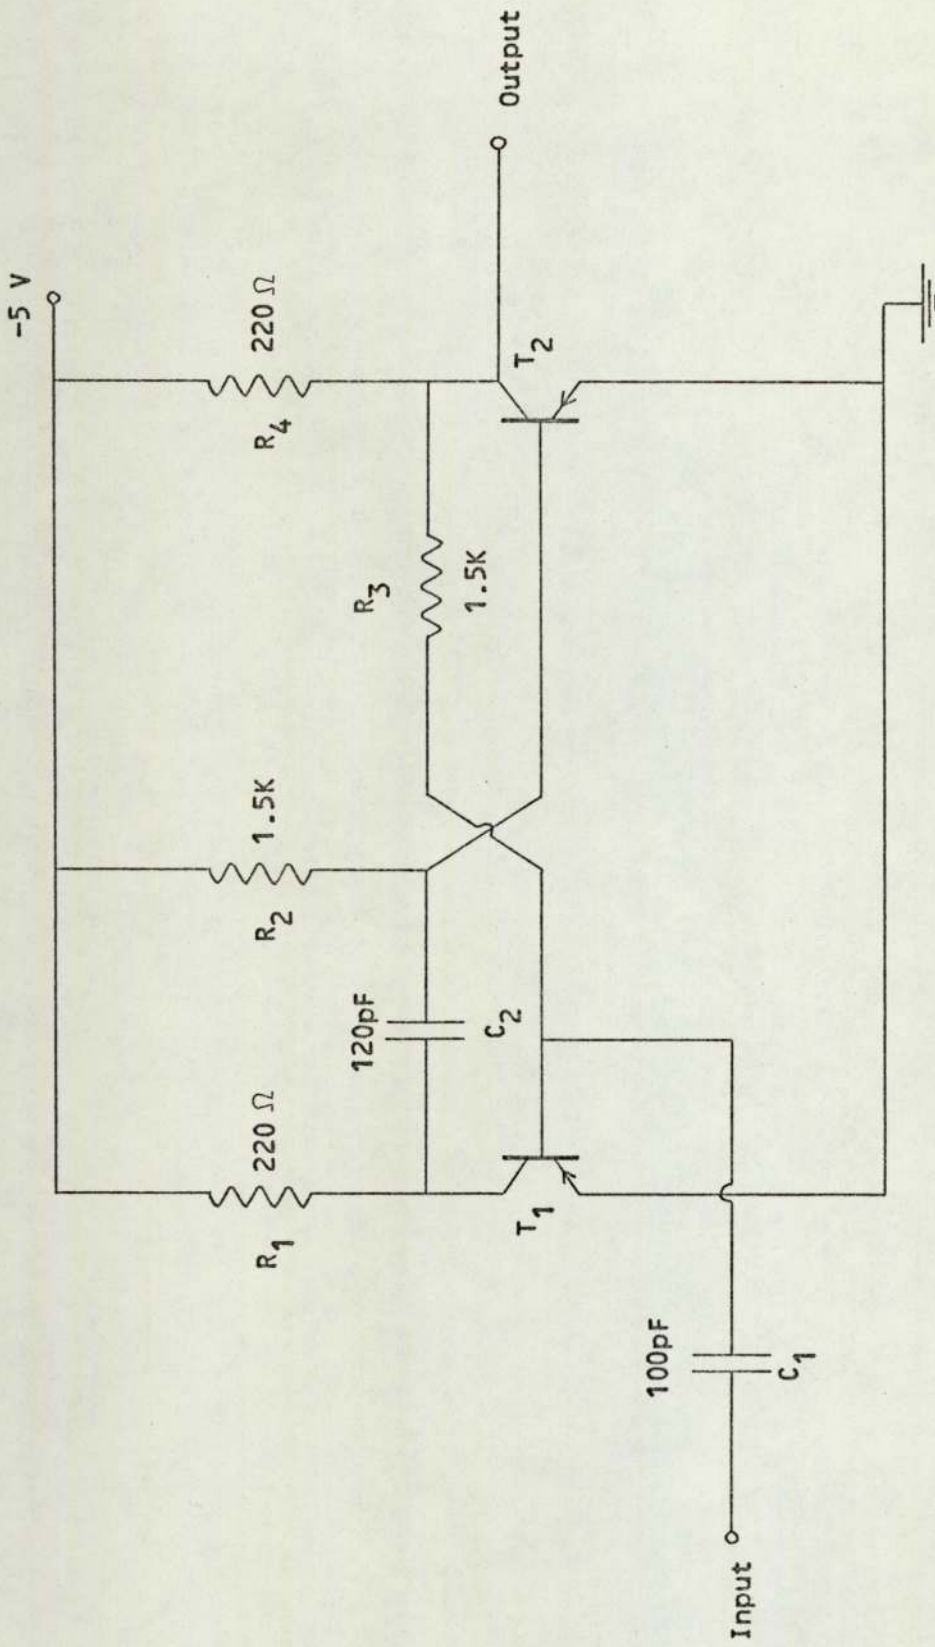 -5 V
R1
220 Ω
R2
1.5K
R4
220 Ω
120pF
C2
R3
1.5K
T1
T2
Output
100pF
C1
Input